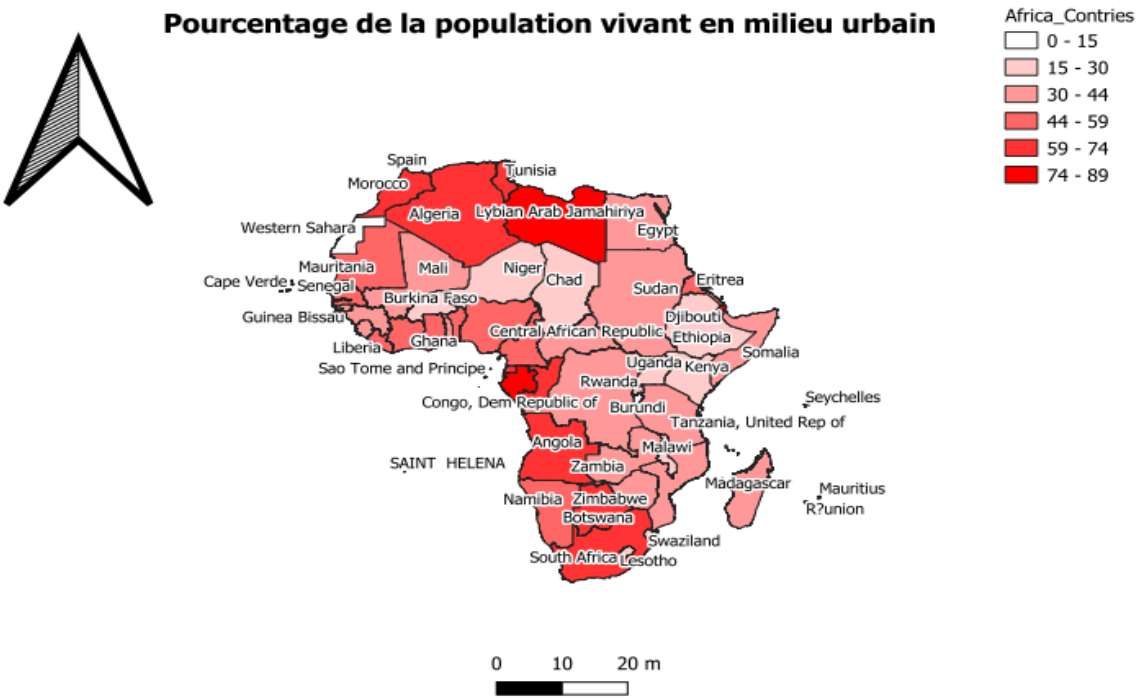 Pourcentage de la population vivant en milieu urbain
Africa_Contries
0 - 15
15 - 30
30 - 44
44 - 59
59 - 74
74 - 89
Spain
Tunisia
Morocco
Algeria
Lybian Arab Jamahiriya
Western Sahara
Egypt
Mauritania
Mali
Niger
Chad
Cape Verde
Senegal
Sudan
Eritrea
Burkina Faso
Guinea Bissau
Djibouti
Central African Republic
Ethiopia
Liberia
Ghana
Somalia
Sao Tome and Principe
Uganda
Kenya
Rwanda
Congo, Dem Republic of
Burundi
Seychelles
Tanzania, United Rep of
Angola
Malawi
SAINT HELENA
Zambia
Madagascar
Mauritius
Namibia
Zimbabwe
R?union
Botswana
Swaziland
South Africa
Lesotho
0 10 20 m